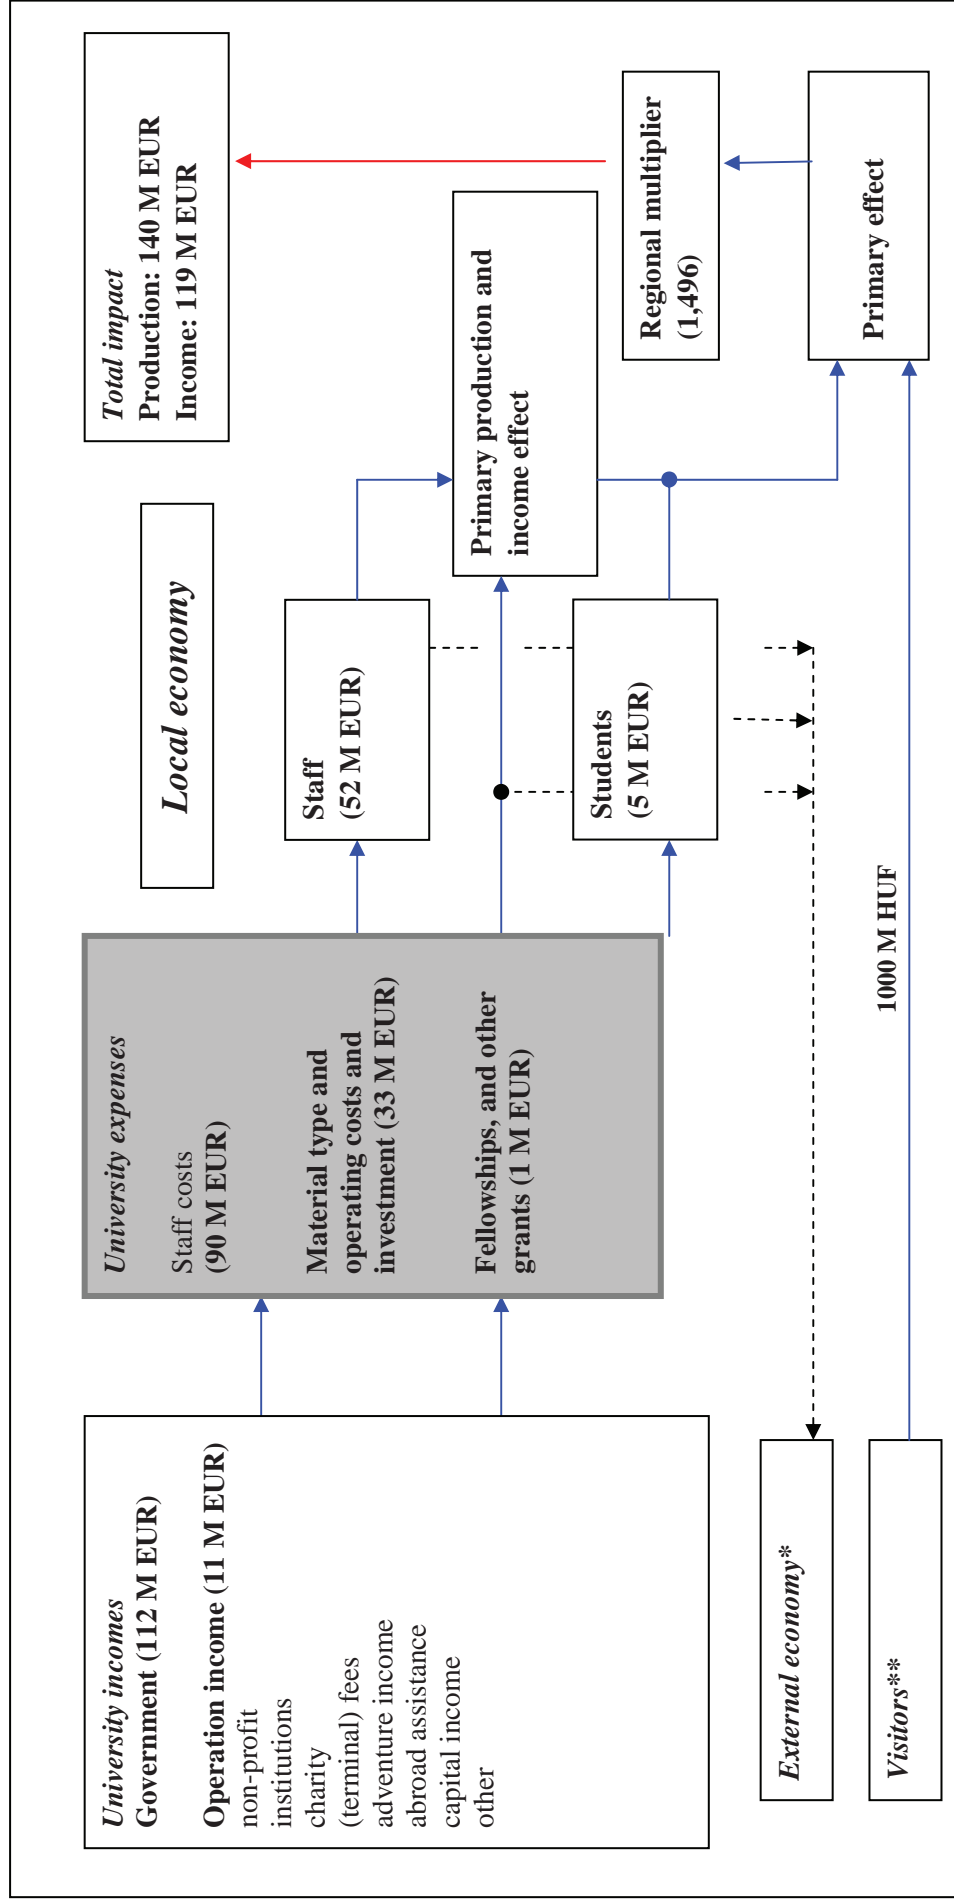 University incomes
Government (112 M EUR)
Operation income (11 M EUR)
non-profit
institutions
charity
(terminal) fees
adventure income
abroad assistance
capital income
other
University expenses
Staff costs
(90 M EUR)
Material type and
operating costs and
investment (33 M EUR)
Fellowships, and other
grants (1 M EUR)
Local economy
Staff
(52 M EUR)
Students
(5 M EUR)
Total impact
Production: 140 M EUR
Income: 119 M EUR
Primary production and
income effect
Regional multiplier
(1,496)
Primary effect
External economy*
Visitors**
1000 M HUF